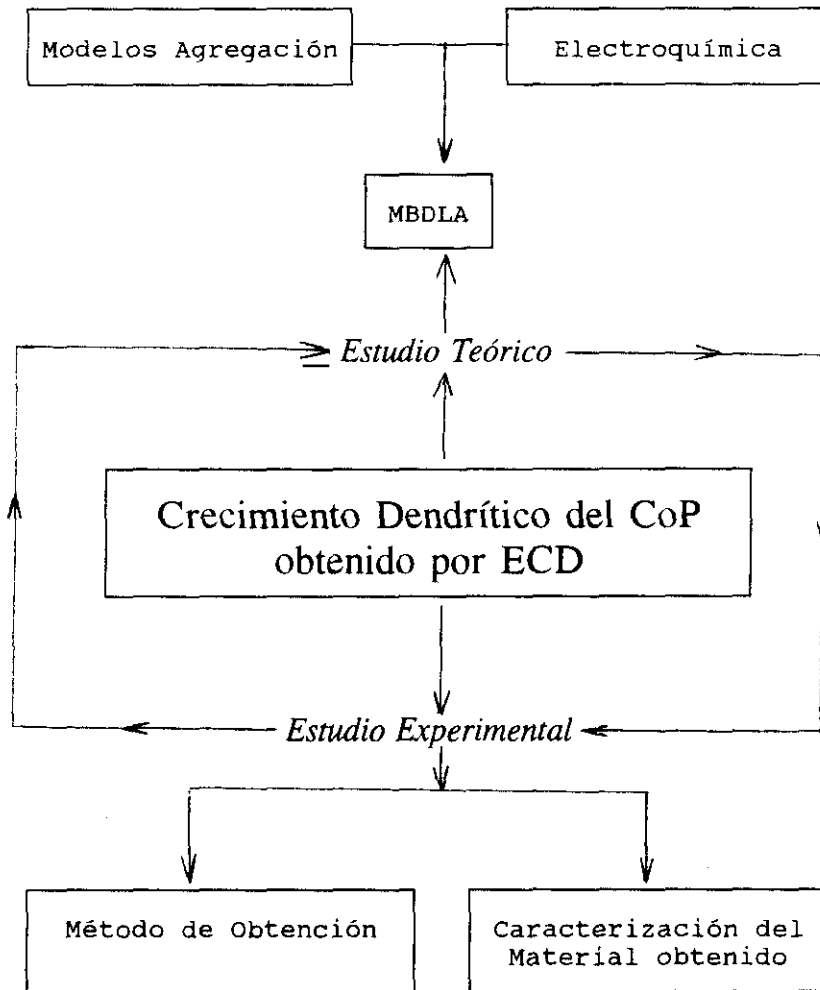 Modelos Agregación
Electroquímica
MBDLA
Estudio Teórico
Crecimiento Dendrítico del CoP
obtenido por ECD
Estudio Experimental
Método de Obtención
Caracterización del
Material obtenido